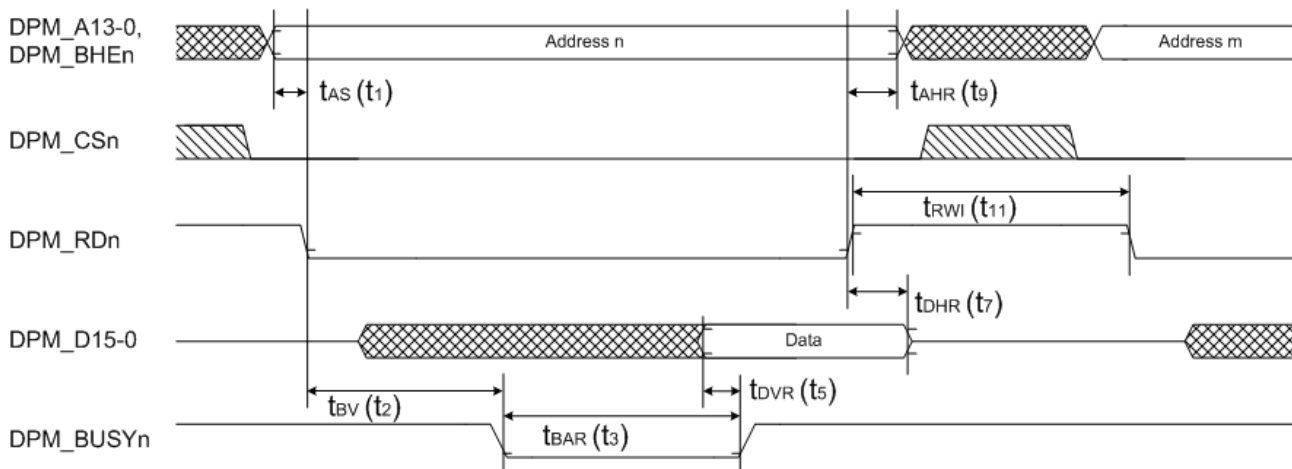 DPM_A13-0,
DPM_BHEn
Address n
Address m
tAS (t1)
tAHR (t9)
DPM_CSn
tRWI (t11)
DPM_RDn
tDHR (t7)
DPM_D15-0
Data
tBV (t2)
tDVR (t5)
DPM_BUSYn
tBAR (t3)